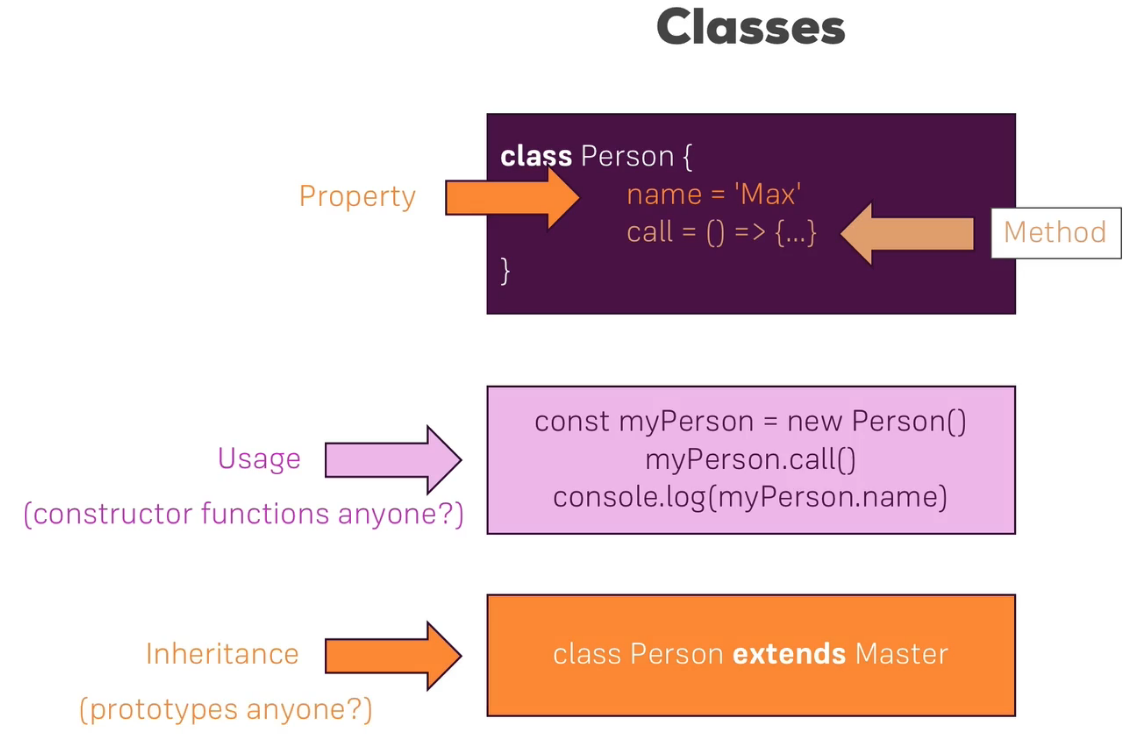 Classes
class Person {
Property
name = 'Max'
call = () => {...}
Method
}
const myPerson = new Person()
myPerson.call()
console.log(myPerson.name)
Usage
(constructor functions anyone?)
Inheritance
class Person extends Master
(prototypes anyone?)